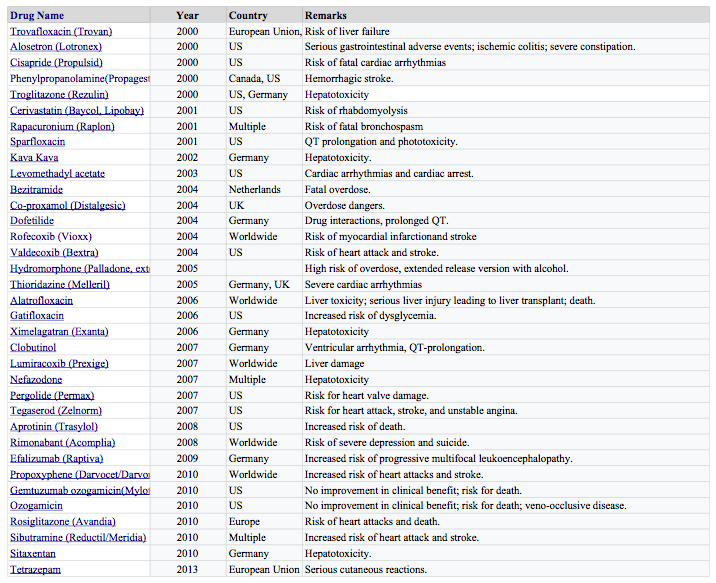 Drug Name Year Country Remarks
Trovafloxacin (Trovan) 2000 European Union, Risk of liver failure
Alosetron (Lotronex) 2000 US Serious gastrointestinal adverse events; ischemic colitis; severe constipation.
Cisapride (Propulsid) 2000 US Risk of fatal cardiac arrhythmias
Phenylpropanolamine(Propagest 2000 Canada, US Hemorrhagic stroke.
Troglitazone (Rezulin) 2000 US, Germany Hepatotoxicity
Cerivastatin (Baycol, Lipobay) 2001 US Risk of rhabdomyolysis
Rapacuronium (Raplon) 2001 Multiple Risk of fatal bronchospasm
Sparfloxacin 2001 US QT prolongation and phototoxicity.
Kava Kava 2002 Germany Hepatotoxicity.
Levomethadyl acetate 2003 US Cardiac arrhythmias and cardiac arrest.
Bezitramide 2004 Netherlands Fatal overdose.
Co-proxamol (Distalgesic) 2004 UK Overdose dangers.
Dofetilide 2004 Germany Drug interactions, prolonged QT.
Rofecoxib (Vioxx) 2004 Worldwide Risk of myocardial infarctionand stroke
Valdecoxib (Bextra) 2004 US Risk of heart attack and stroke.
Hydromorphone (Palladone, ext 2005 High risk of overdose, extended release version with alcohol.
Thioridazine (Melleril) 2005 Germany, UK Severe cardiac arrhythmias
Alatrofloxacin 2006 Worldwide Liver toxicity; serious liver injury leading to liver transplant; death.
Gatifloxacin 2006 US Increased risk of dysglycemia.
Ximelagatran (Exanta) 2006 Germany Hepatotoxicity
Clobutinol 2007 Germany Ventricular arrhythmia, QT-prolongation.
Lumiracoxib (Prexige) 2007 Worldwide Liver damage
Nefazodone 2007 Multiple Hepatotoxicity
Pergolide (Permax) 2007 US Risk for heart valve damage.
Tegaserod (Zelnorm) 2007 US Risk for heart attack, stroke, and unstable angina.
Aprotinin (Trasylol) 2008 US Increased risk of death.
Rimonabant (Acomplia) 2008 Worldwide Risk of severe depression and suicide.
Efalizumab (Raptiva) 2009 Germany Increased risk of progressive multifocal leukoencephalopathy.
Propoxyphene (Darvocet/Darvon 2010 Worldwide Increased risk of heart attacks and stroke.
Gemtuzumab ozogamicin(Mylot 2010 US No improvement in clinical benefit; risk for death.
Ozogamicin 2010 US No improvement in clinical benefit; risk for death; veno-occlusive disease.
Rosiglitazone (Avandia) 2010 Europe Risk of heart attacks and death.
Sibutramine (Reductil/Meridia) 2010 Multiple Increased risk of heart attack and stroke.
Sitaxentan 2010 Germany Hepatotoxicity.
Tetrazepam 2013 European Union Serious cutaneous reactions.